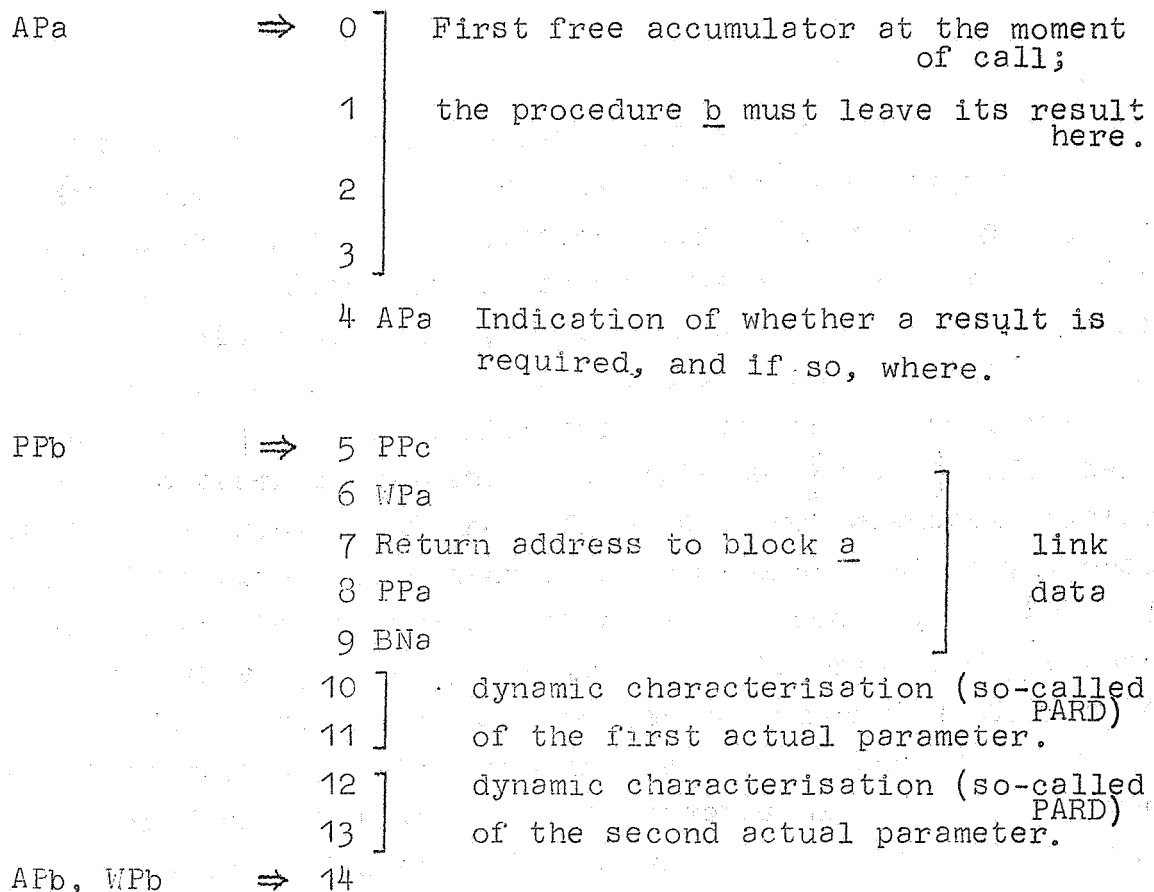 APa ⇒ 0 First free accumulator at the moment
of call;
1 the procedure b must leave its result
here.
2
3
4 APa Indication of whether a result is
required, and if so, where.
PPb ⇒ 5 PPc
6 WPa
7 Return address to block a link
8 PPa data
9 BNa
10 dynamic characterisation (so-called
PARD)
11 of the first actual parameter.
12 dynamic characterisation (so-called
PARD)
13 of the second actual parameter.
APb, WPb ⇒ 14